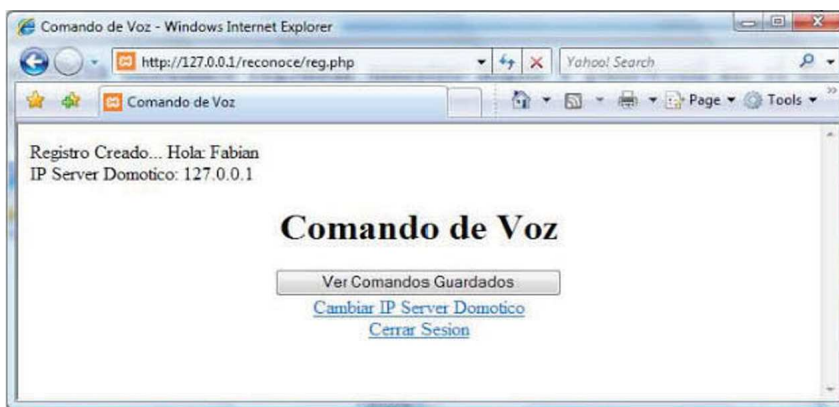 Comando de Voz - Windows Internet Explorer
http://127.0.0.1/reconoce/reg.php
Yahoo! Search
Comando de Voz
Page
Tools
Registro Creado... Hola: Fabian
IP Server Domotico: 127.0.0.1
Comando de Voz
Ver Comandos Guardados
Cambiar IP Server Domotico
Cerrar Sesion